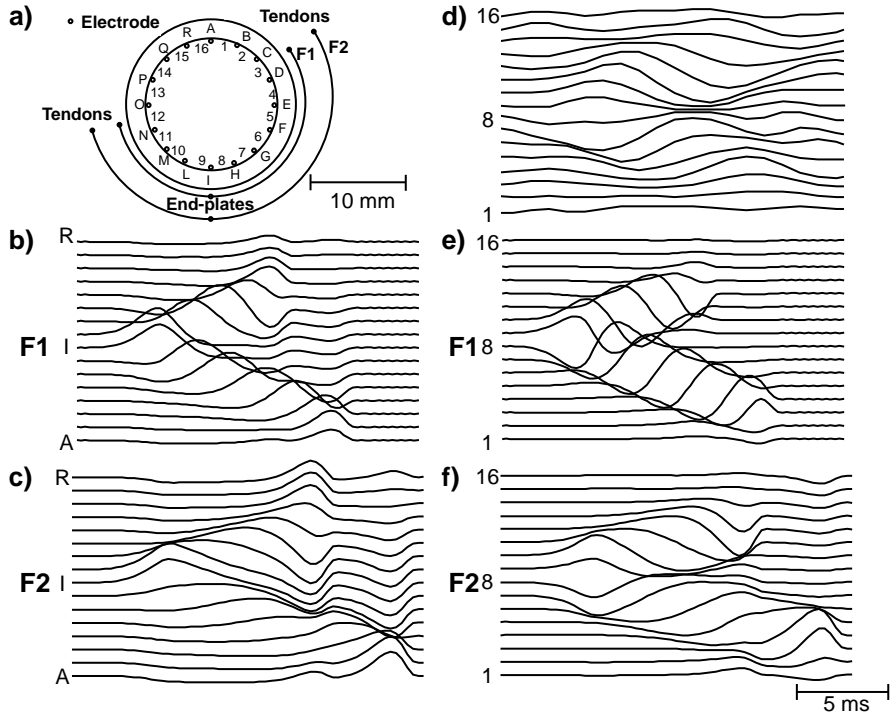 a)
Electrode
Tendons
F1
F2
R A B
Q C
P D
O E
N F
M G
L I H
16 1
15 2
14 3
13 4
12 5
11 6
10 9 8 7
Tendons
End-plates
10 mm
b)
R
F1 I
A
c)
R
F2 I
A
d)
16
8
1
e)
16
F1 8
1
f)
16
F2 8
1
5 ms